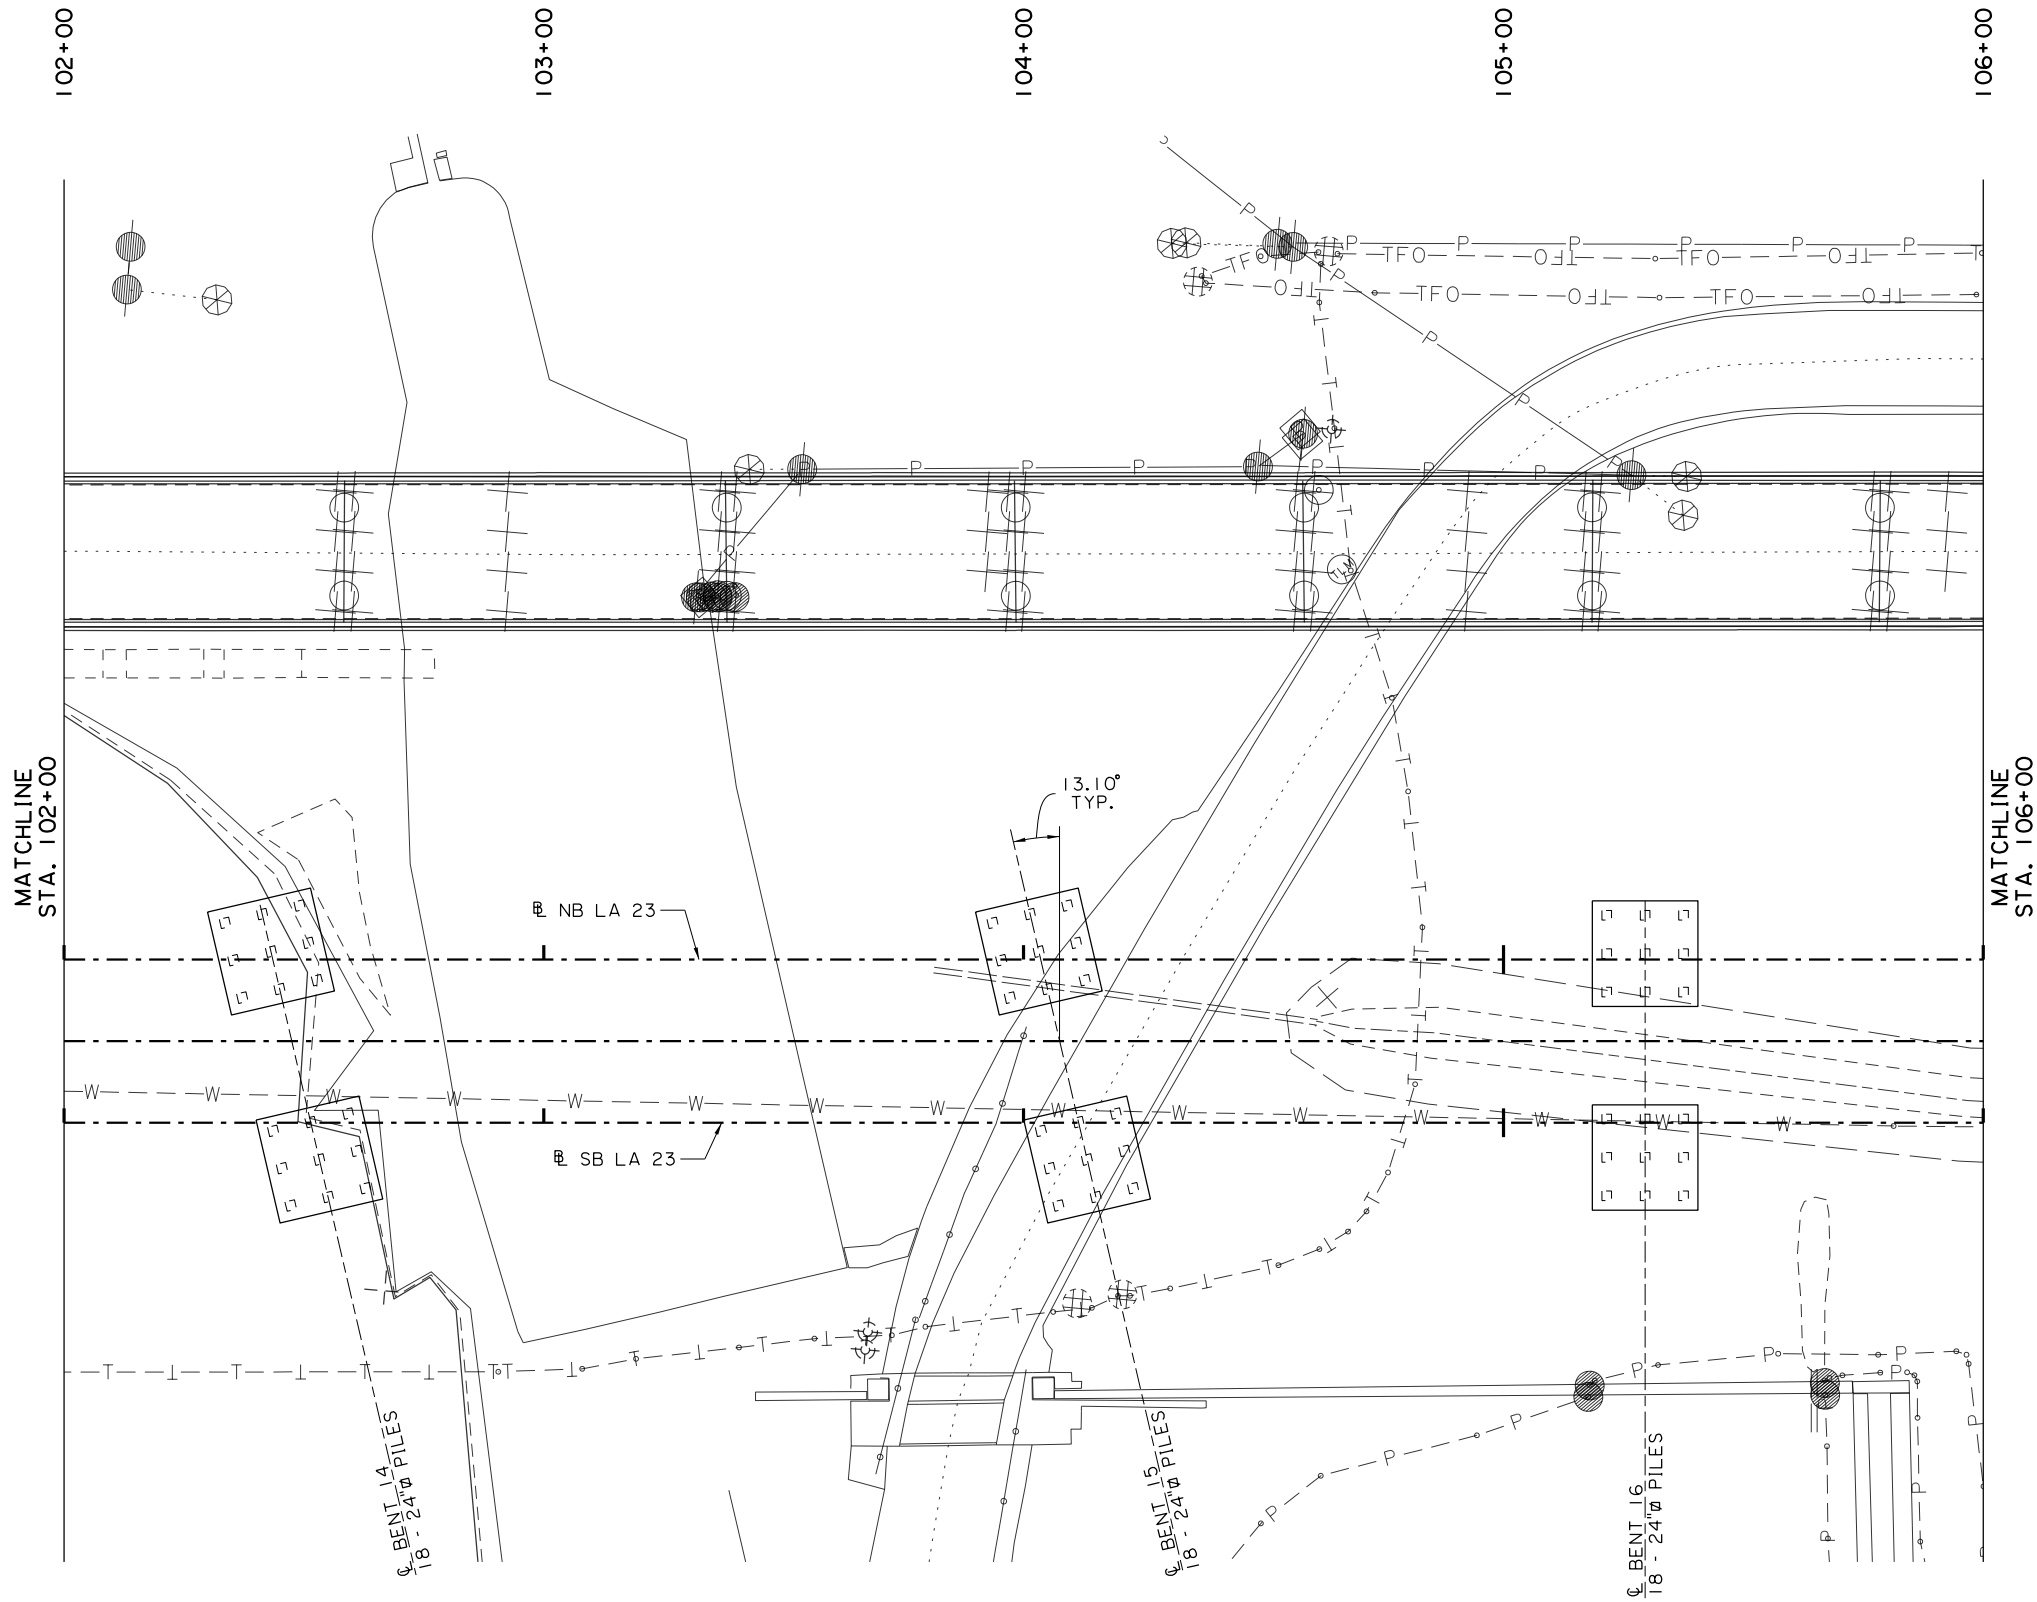 102+00
103+00
104+00
105+00
106+00
MATCHLINE
STA. 102+00
MATCHLINE
STA. 106+00
P
P P P P P P
TFO TFO TFO TFO TFO
TFO TFO TFO TFO
P
T
P
T
P
T
P P P P P P P P P
T
P
TLM
T
T
T
13.10°
TYP.
T
℄ NB LA 23
T
T
T
W W W W W W W W W W W W W W W
℄ SB LA 23
T
T T T
T T T
T T T T T T T T T T T
P P P P
P P P
P
P
P
℄ BENT 14
18 - 24"⌀ PILES
℄ BENT 15
18 - 24"⌀ PILES
℄ BENT 16
18 - 24"⌀ PILES